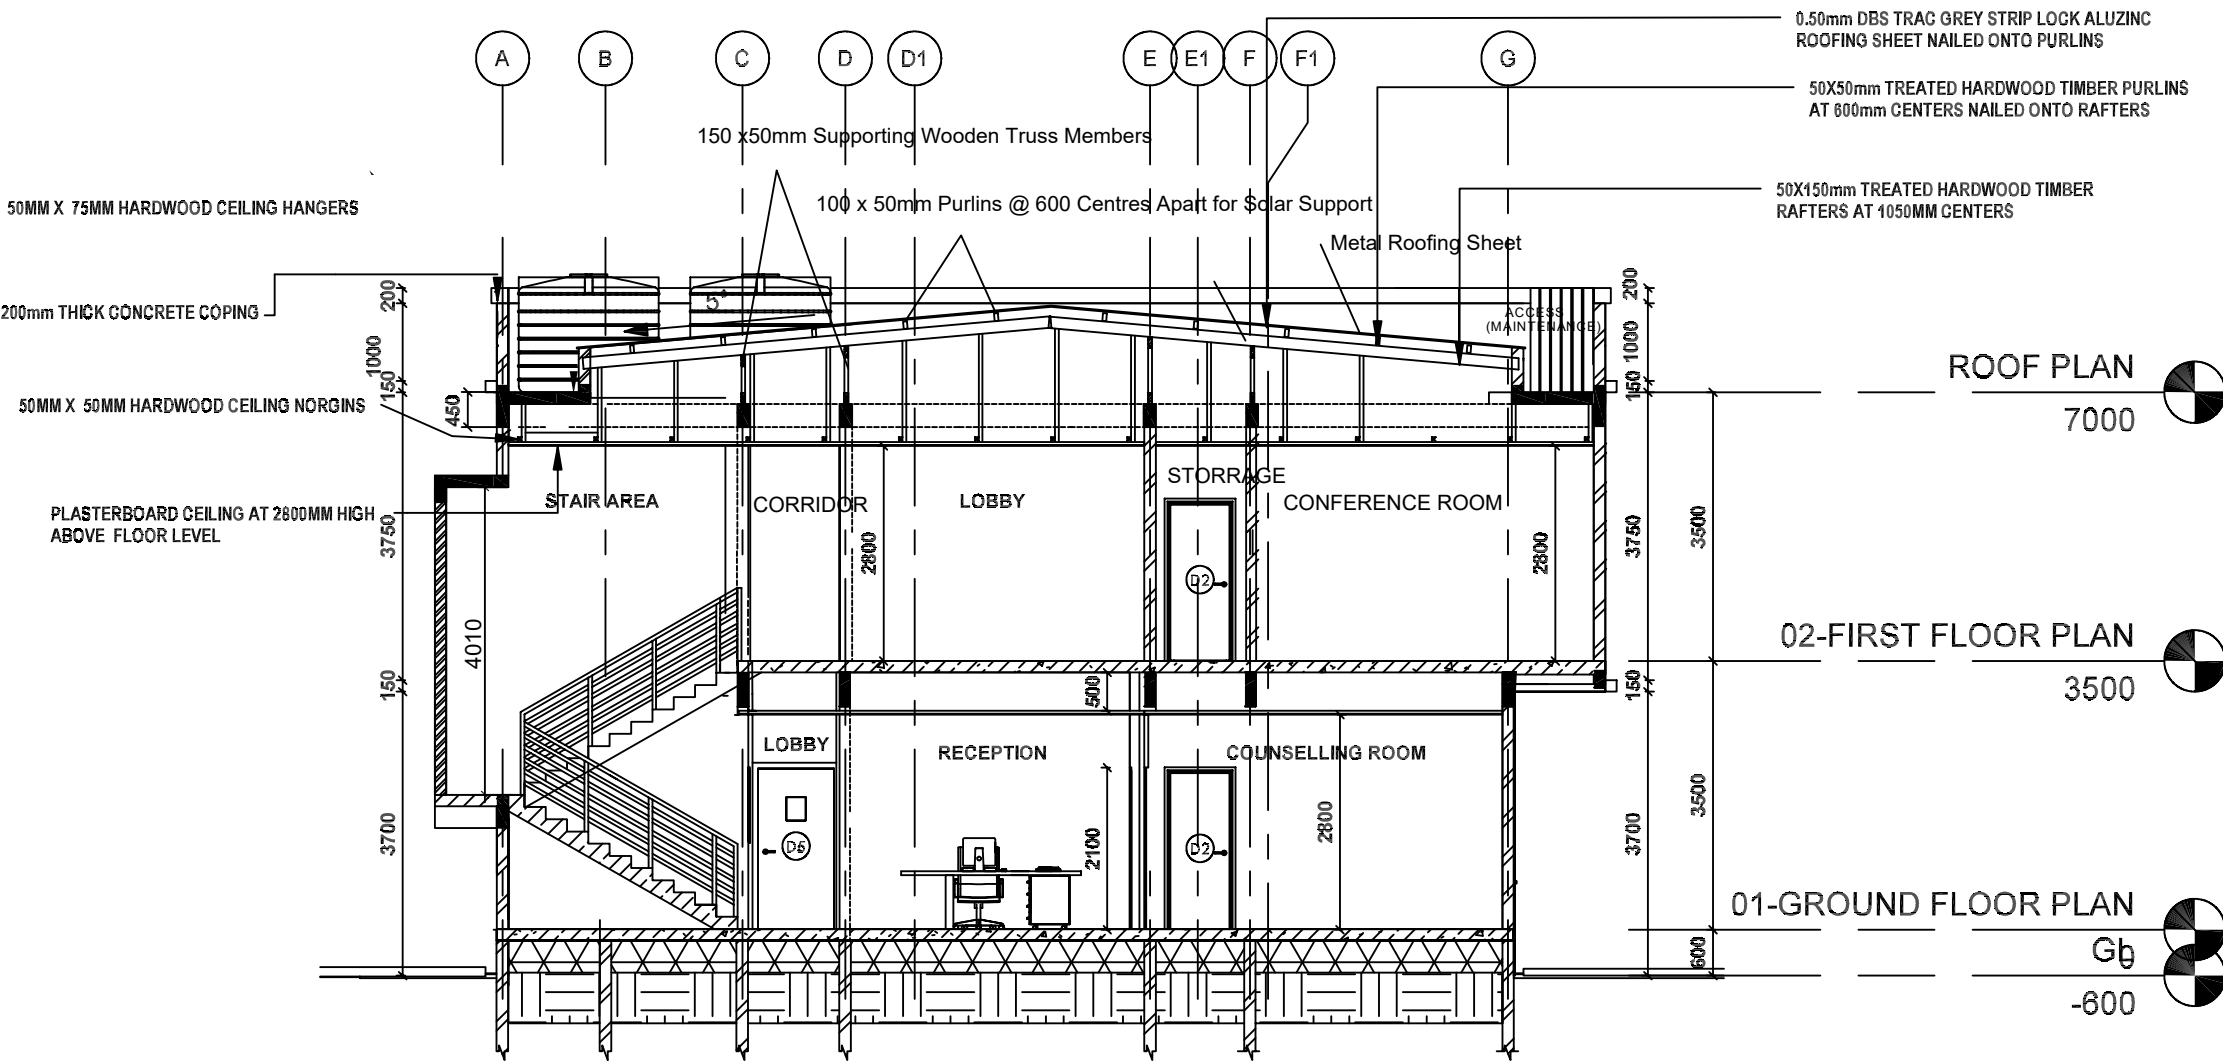 0.50mm DBS TRAC GREY STRIP LOCK ALUZINC
ROOFING SHEET NAILED ONTO PURLINS
A
B
C
D
D1
E
E1
F
F1
G
50X50mm TREATED HARDWOOD TIMBER PURLINS
AT 600mm CENTERS NAILED ONTO RAFTERS
150 x50mm Supporting Wooden Truss Members
50MM X 75MM HARDWOOD CEILING HANGERS
100 x 50mm Purlins @ 600 Centres Apart for Solar Support
50X150mm TREATED HARDWOOD TIMBER
RAFTERS AT 1050MM CENTERS
Metal Roofing Sheet
200mm THICK CONCRETE COPING
200
5°
200
ACCESS
(MAINTENANCE)
1000
1000
150
150
450
50MM X 50MM HARDWOOD CEILING NORGINS
ROOF PLAN
7000
STAIR AREA
CORRIDOR
LOBBY
STORRAGE
CONFERENCE ROOM
PLASTERBOARD CEILING AT 2800MM HIGH
ABOVE FLOOR LEVEL
3750
2800
D2
2800
3750
3500
4010
02-FIRST FLOOR PLAN
3500
150
500
150
LOBBY
RECEPTION
COUNSELLING ROOM
3700
D5
2100
D2
2800
3700
3500
01-GROUND FLOOR PLAN
0
600
-600